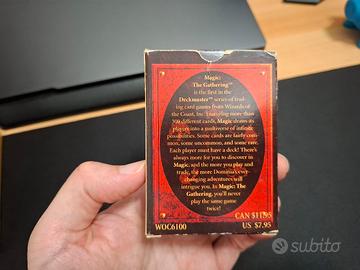 Magic:
The Gathering™
is the first in the
Deckmaster™ series of trad-
ing card games from Wizards of
the Coast, Inc. Featuring more than
300 different cards, Magic draws its
players into a multiverse of infinite
possibilities. Some cards are fairly com-
mon, some uncommon, and some rare.
Each player must have a deck! There's
always more for you to discover in
Magic, and the more you play and
trade, the more Dominia's ever-
changing adventures will
intrigue you. In Magic: The
Gathering, you'll never
play the same game
twice!
CAN $11.95
WOC6100
US $7.95
subito